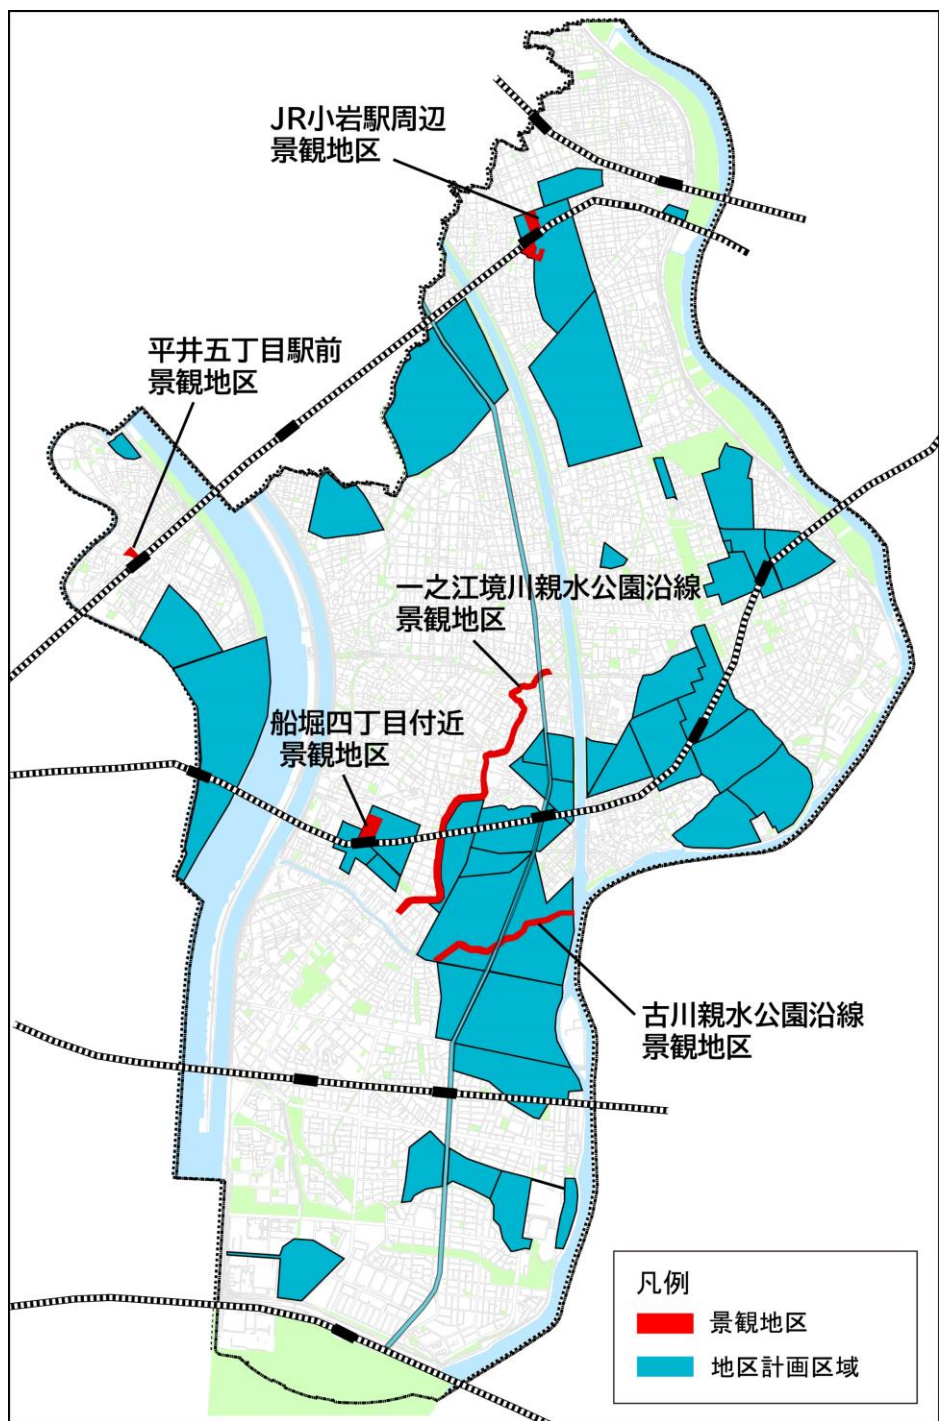 JR小岩駅周辺
景観地区
平井五丁目駅前
景観地区
一之江境川親水公園沿線
景観地区
船堀四丁目付近
景観地区
古川親水公園沿線
景観地区
凡例
景観地区
地区計画区域